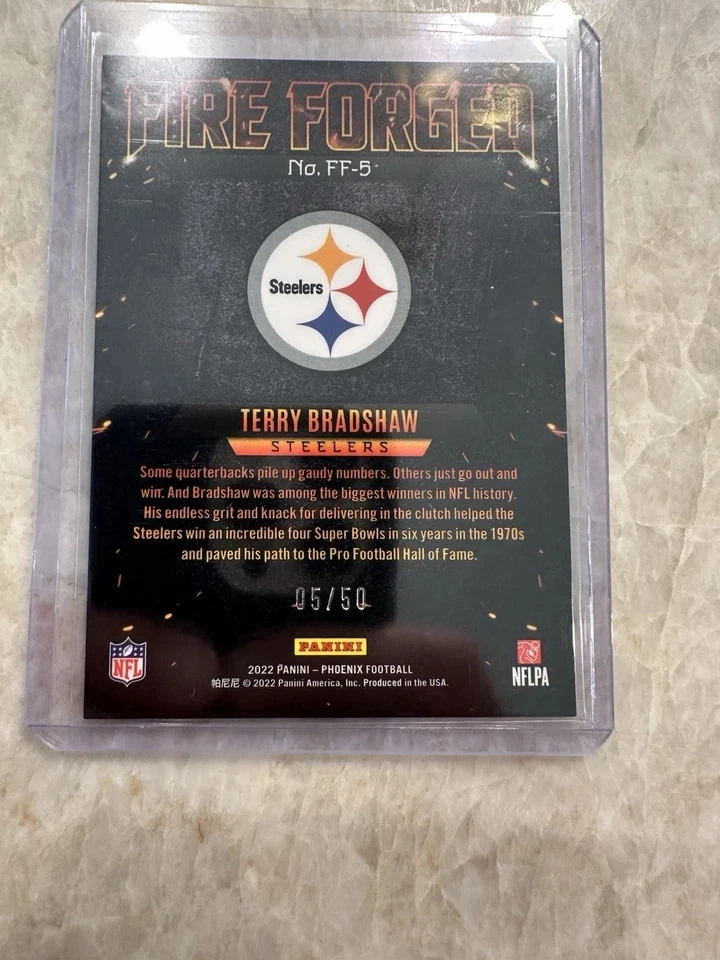 FIRE FORGED
No. FF-5
Steelers
TERRY BRADSHAW
STEELERS
Some quarterbacks pile up gaudy numbers. Others just go out and
win. And Bradshaw was among the biggest winners in NFL history.
His endless grit and knack for delivering in the clutch helped the
Steelers win an incredible four Super Bowls in six years in the 1970s
and paved his path to the Pro Football Hall of Fame.
05/50
PANINI
NFL
2022 PANINI – PHOENIX FOOTBALL
帕尼尼 © 2022 Panini America, Inc. Produced in the USA.
NFLPA